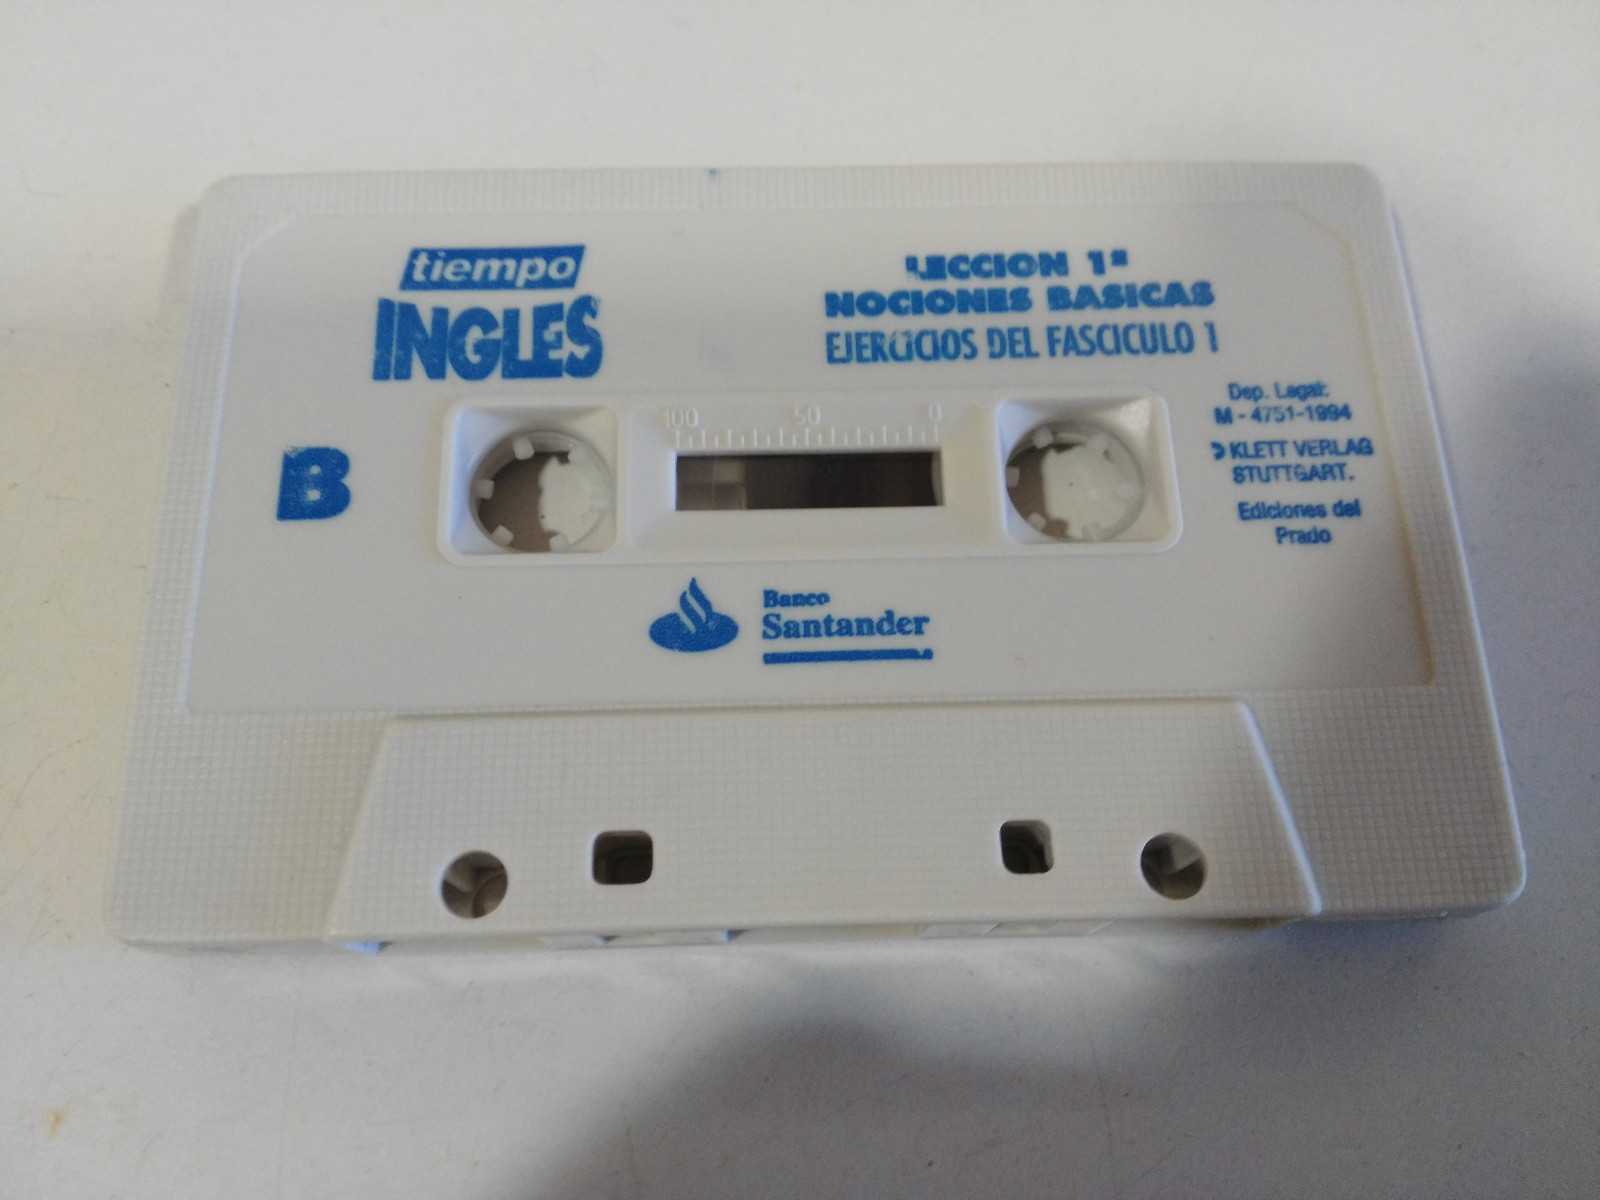 tiempo
INGLES
LECCION 1ª
NOCIONES BASICAS
EJERCICIOS DEL FASCICULO 1
Dep. Legal:
M - 4751-1994
© KLETT VERLAG
STUTTGART.
Ediciones del
Prado
B
100 50 0
Banco
Santander